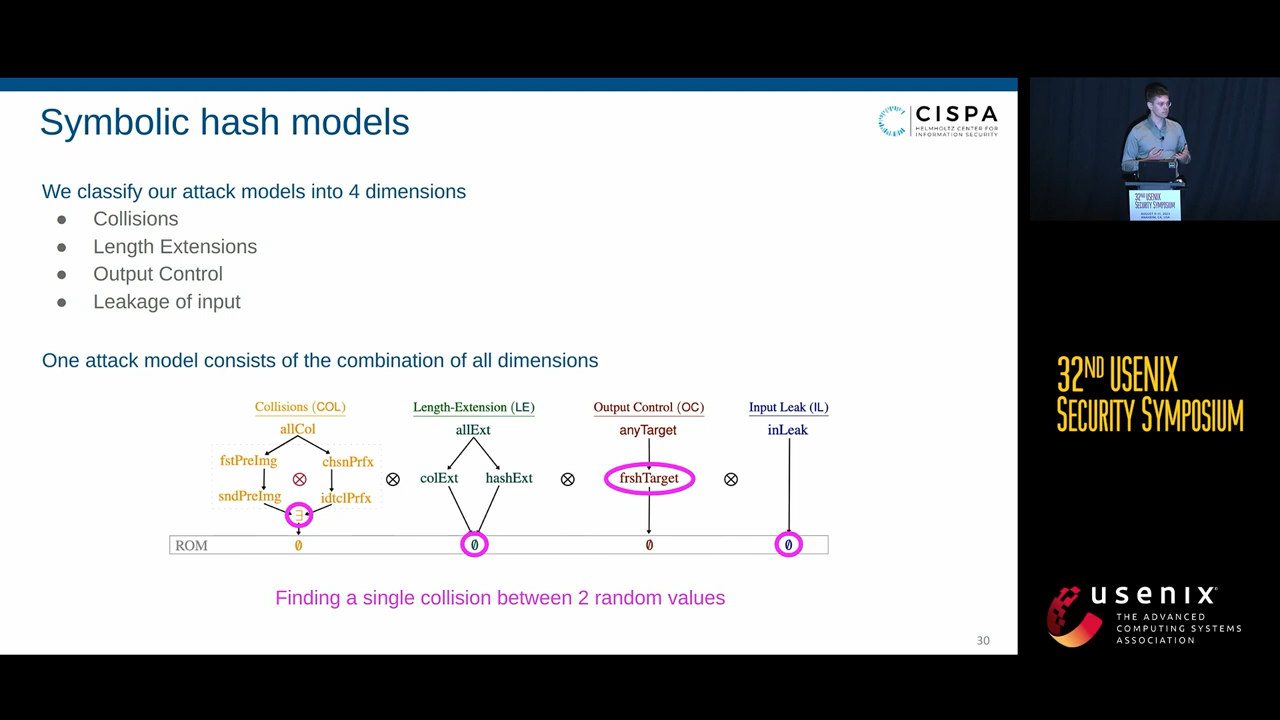 Symbolic hash models
CISPA
HELMHOLTZ CENTER FOR
INFORMATION SECURITY
We classify our attack models into 4 dimensions
● Collisions
● Length Extensions
● Output Control
● Leakage of input
One attack model consists of the combination of all dimensions
Collisions (COL) Length-Extension (LE) Output Control (OC) Input Leak (IL)
allCol allExt anyTarget inLeak
fstPreImg chsnPrfx
⊗ ⊗ colExt hashExt ⊗ frshTarget ⊗
sndPreImg idtclPrfx
∃
ROM ∅ ∅ ∅ ∅
Finding a single collision between 2 random values
30
32ND USENIX
SECURITY SYMPOSIUM
32ND USENIX
SECURITY SYMPOSIUM
usenix
THE ADVANCED
COMPUTING SYSTEMS
ASSOCIATION